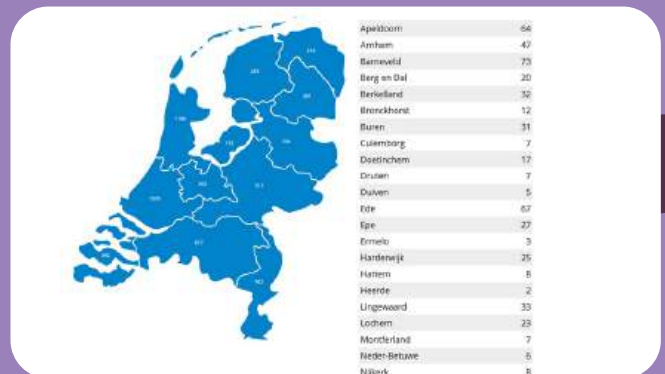 Apeldoorn 64
Arnhem 47
Barneveld 73
Berg en Dal 20
Berkelland 32
Bronckhorst 12
Buren 31
Culemborg 7
Doetinchem 17
Druten 7
Duiven 5
Ede 67
Epe 27
Ermelo 3
Harderwijk 25
Hattem 8
Heerde 2
Lingewaard 33
Lochem 23
Montferland 7
Neder-Betuwe 6
Nijkerk 8